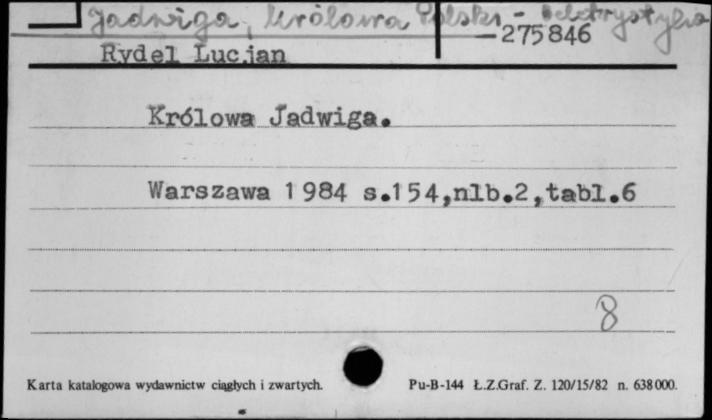 Jadwiga, królowa Polski - beletrystyka
275846
Rydel Lucjan
Królowa Jadwiga.
Warszawa 1984 s.154,nlb.2,tabl.6
8
Karta katalogowa wydawnictw ciągłych i zwartych. Pu-B-144 Ł.Z.Graf. Z. 120/15/82 n. 638000.